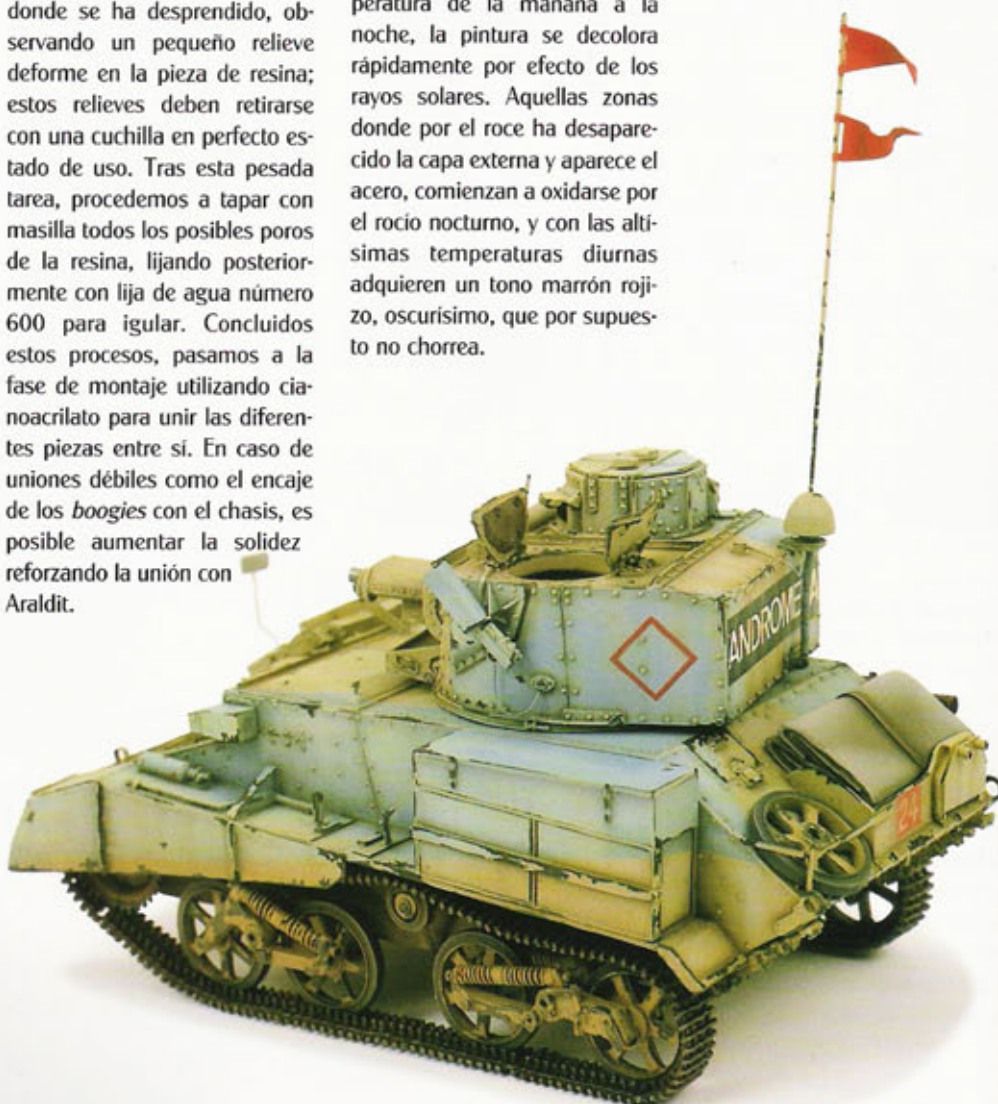 donde se ha desprendido, ob-
servando un pequeño relieve
deforme en la pieza de resina;
estos relieves deben retirarse
con una cuchilla en perfecto es-
tado de uso. Tras esta pesada
tarea, procedemos a tapar con
masilla todos los posibles poros
de la resina, lijando posterior-
mente con lija de agua número
600 para igular. Concluidos
estos procesos, pasamos a la
fase de montaje utilizando cia-
noacrilato para unir las diferen-
tes piezas entre sí. En caso de
uniones débiles como el encaje
de los boogies con el chasis, es
posible aumentar la solidez
reforzando la unión con
Araldit.
peratura de la mañana a la
noche, la pintura se decolora
rápidamente por efecto de los
rayos solares. Aquellas zonas
donde por el roce ha desapare-
cido la capa externa y aparece el
acero, comienzan a oxidarse por
el rocío nocturno, y con las altí-
simas temperaturas diurnas
adquieren un tono marrón roji-
zo, oscurísimo, que por supues-
to no chorrea.
ANDROME A
24